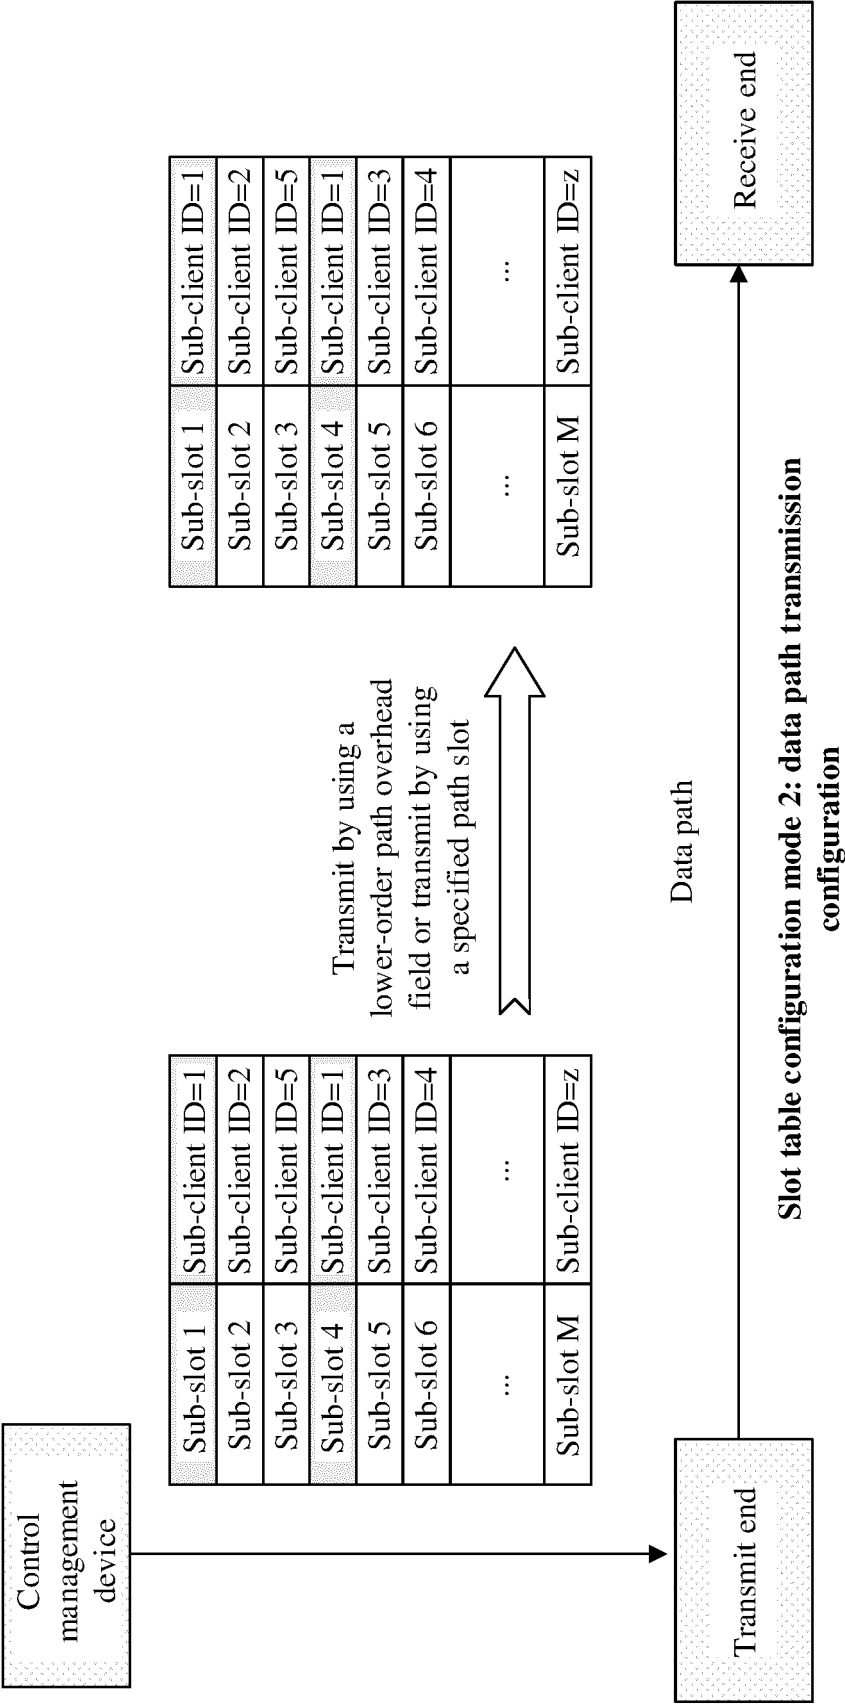 Control
management
device
Sub-slot 1 Sub-client ID=1
Sub-slot 2 Sub-client ID=2
Sub-slot 3 Sub-client ID=5
Sub-slot 4 Sub-client ID=1
Sub-slot 5 Sub-client ID=3
Sub-slot 6 Sub-client ID=4
... ...
Sub-slot M Sub-client ID=z
Transmit by using a
lower-order path overhead
field or transmit by using
a specified path slot
Sub-slot 1 Sub-client ID=1
Sub-slot 2 Sub-client ID=2
Sub-slot 3 Sub-client ID=5
Sub-slot 4 Sub-client ID=1
Sub-slot 5 Sub-client ID=3
Sub-slot 6 Sub-client ID=4
... ...
Sub-slot M Sub-client ID=z
Transmit end
Data path
Receive end
Slot table configuration mode 2: data path transmission
configuration